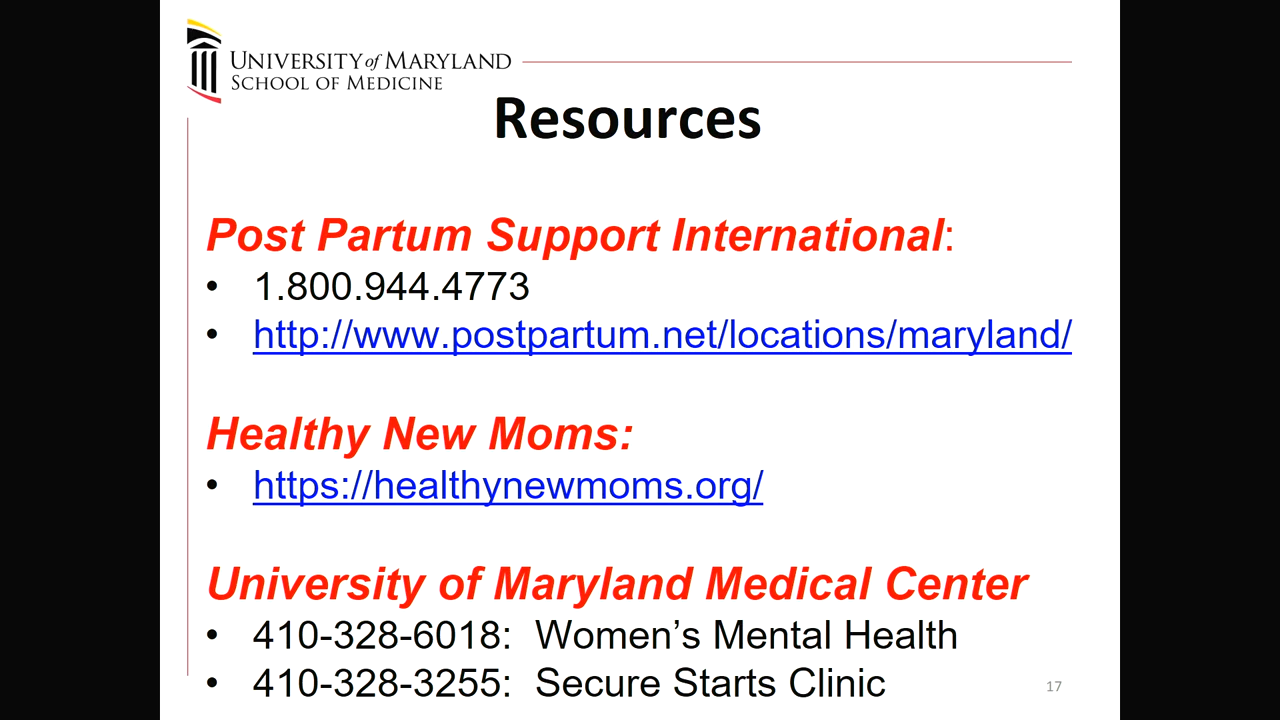 UNIVERSITY of MARYLAND
SCHOOL OF MEDICINE
Resources
Post Partum Support International:
• 1.800.944.4773
• http://www.postpartum.net/locations/maryland/
Healthy New Moms:
• https://healthynewmoms.org/
University of Maryland Medical Center
• 410-328-6018: Women’s Mental Health
• 410-328-3255: Secure Starts Clinic
17